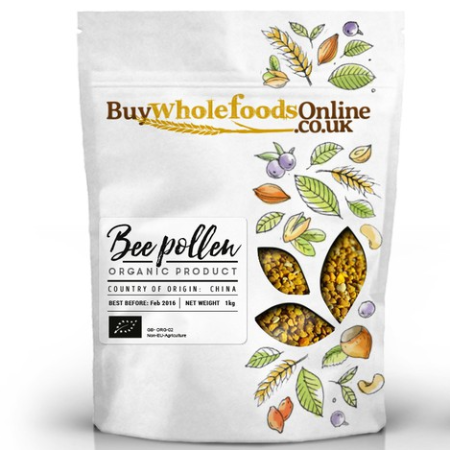 BuyWholefoodsOnline
.co.uk
Bee pollen
ORGANIC PRODUCT
COUNTRY OF ORIGIN: CHINA
BEST BEFORE: Feb 2016 | NET WEIGHT 1kg
GB-ORG-02
Non-EU-Agriculture